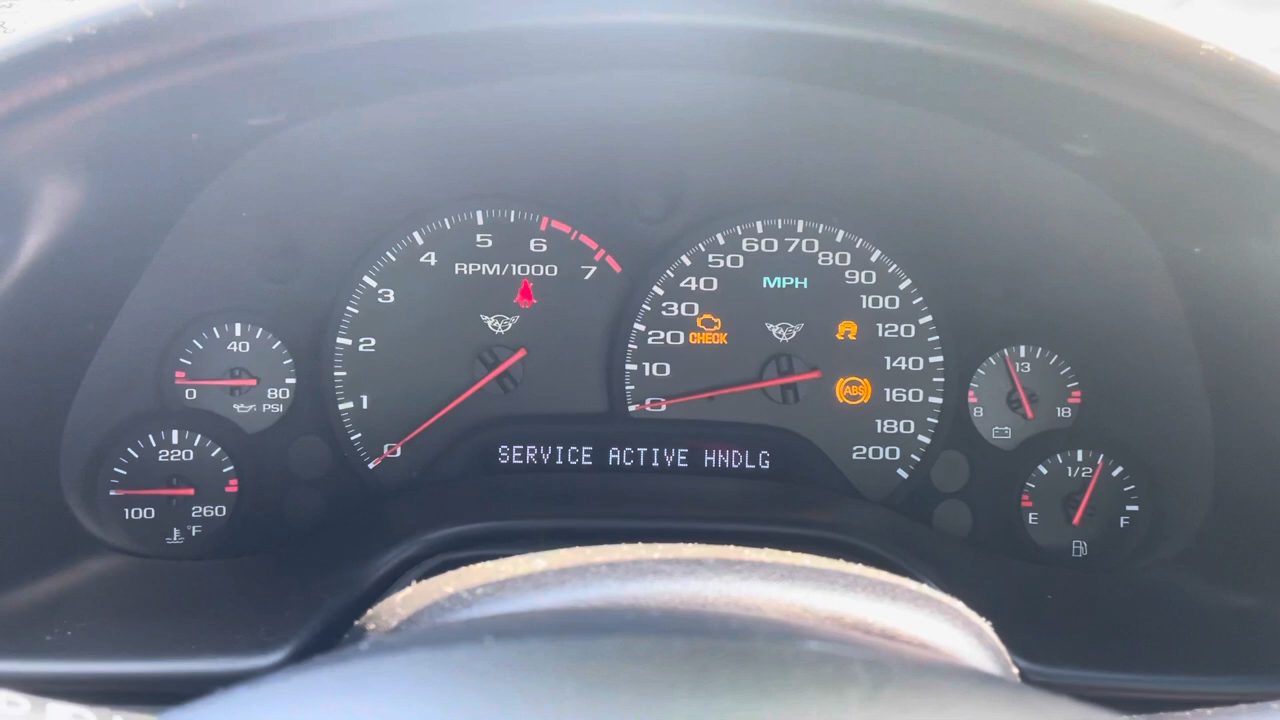 0 1 2 3 4 5 6 7
RPM/1000
0 10 20 30 40 50 60 70 80 90 100 120 140 160 180 200
MPH
CHECK
ABS
0 40 80
PSI
100 220 260
°F
8 13 18
E 1/2 F
SERVICE ACTIVE HNDLG